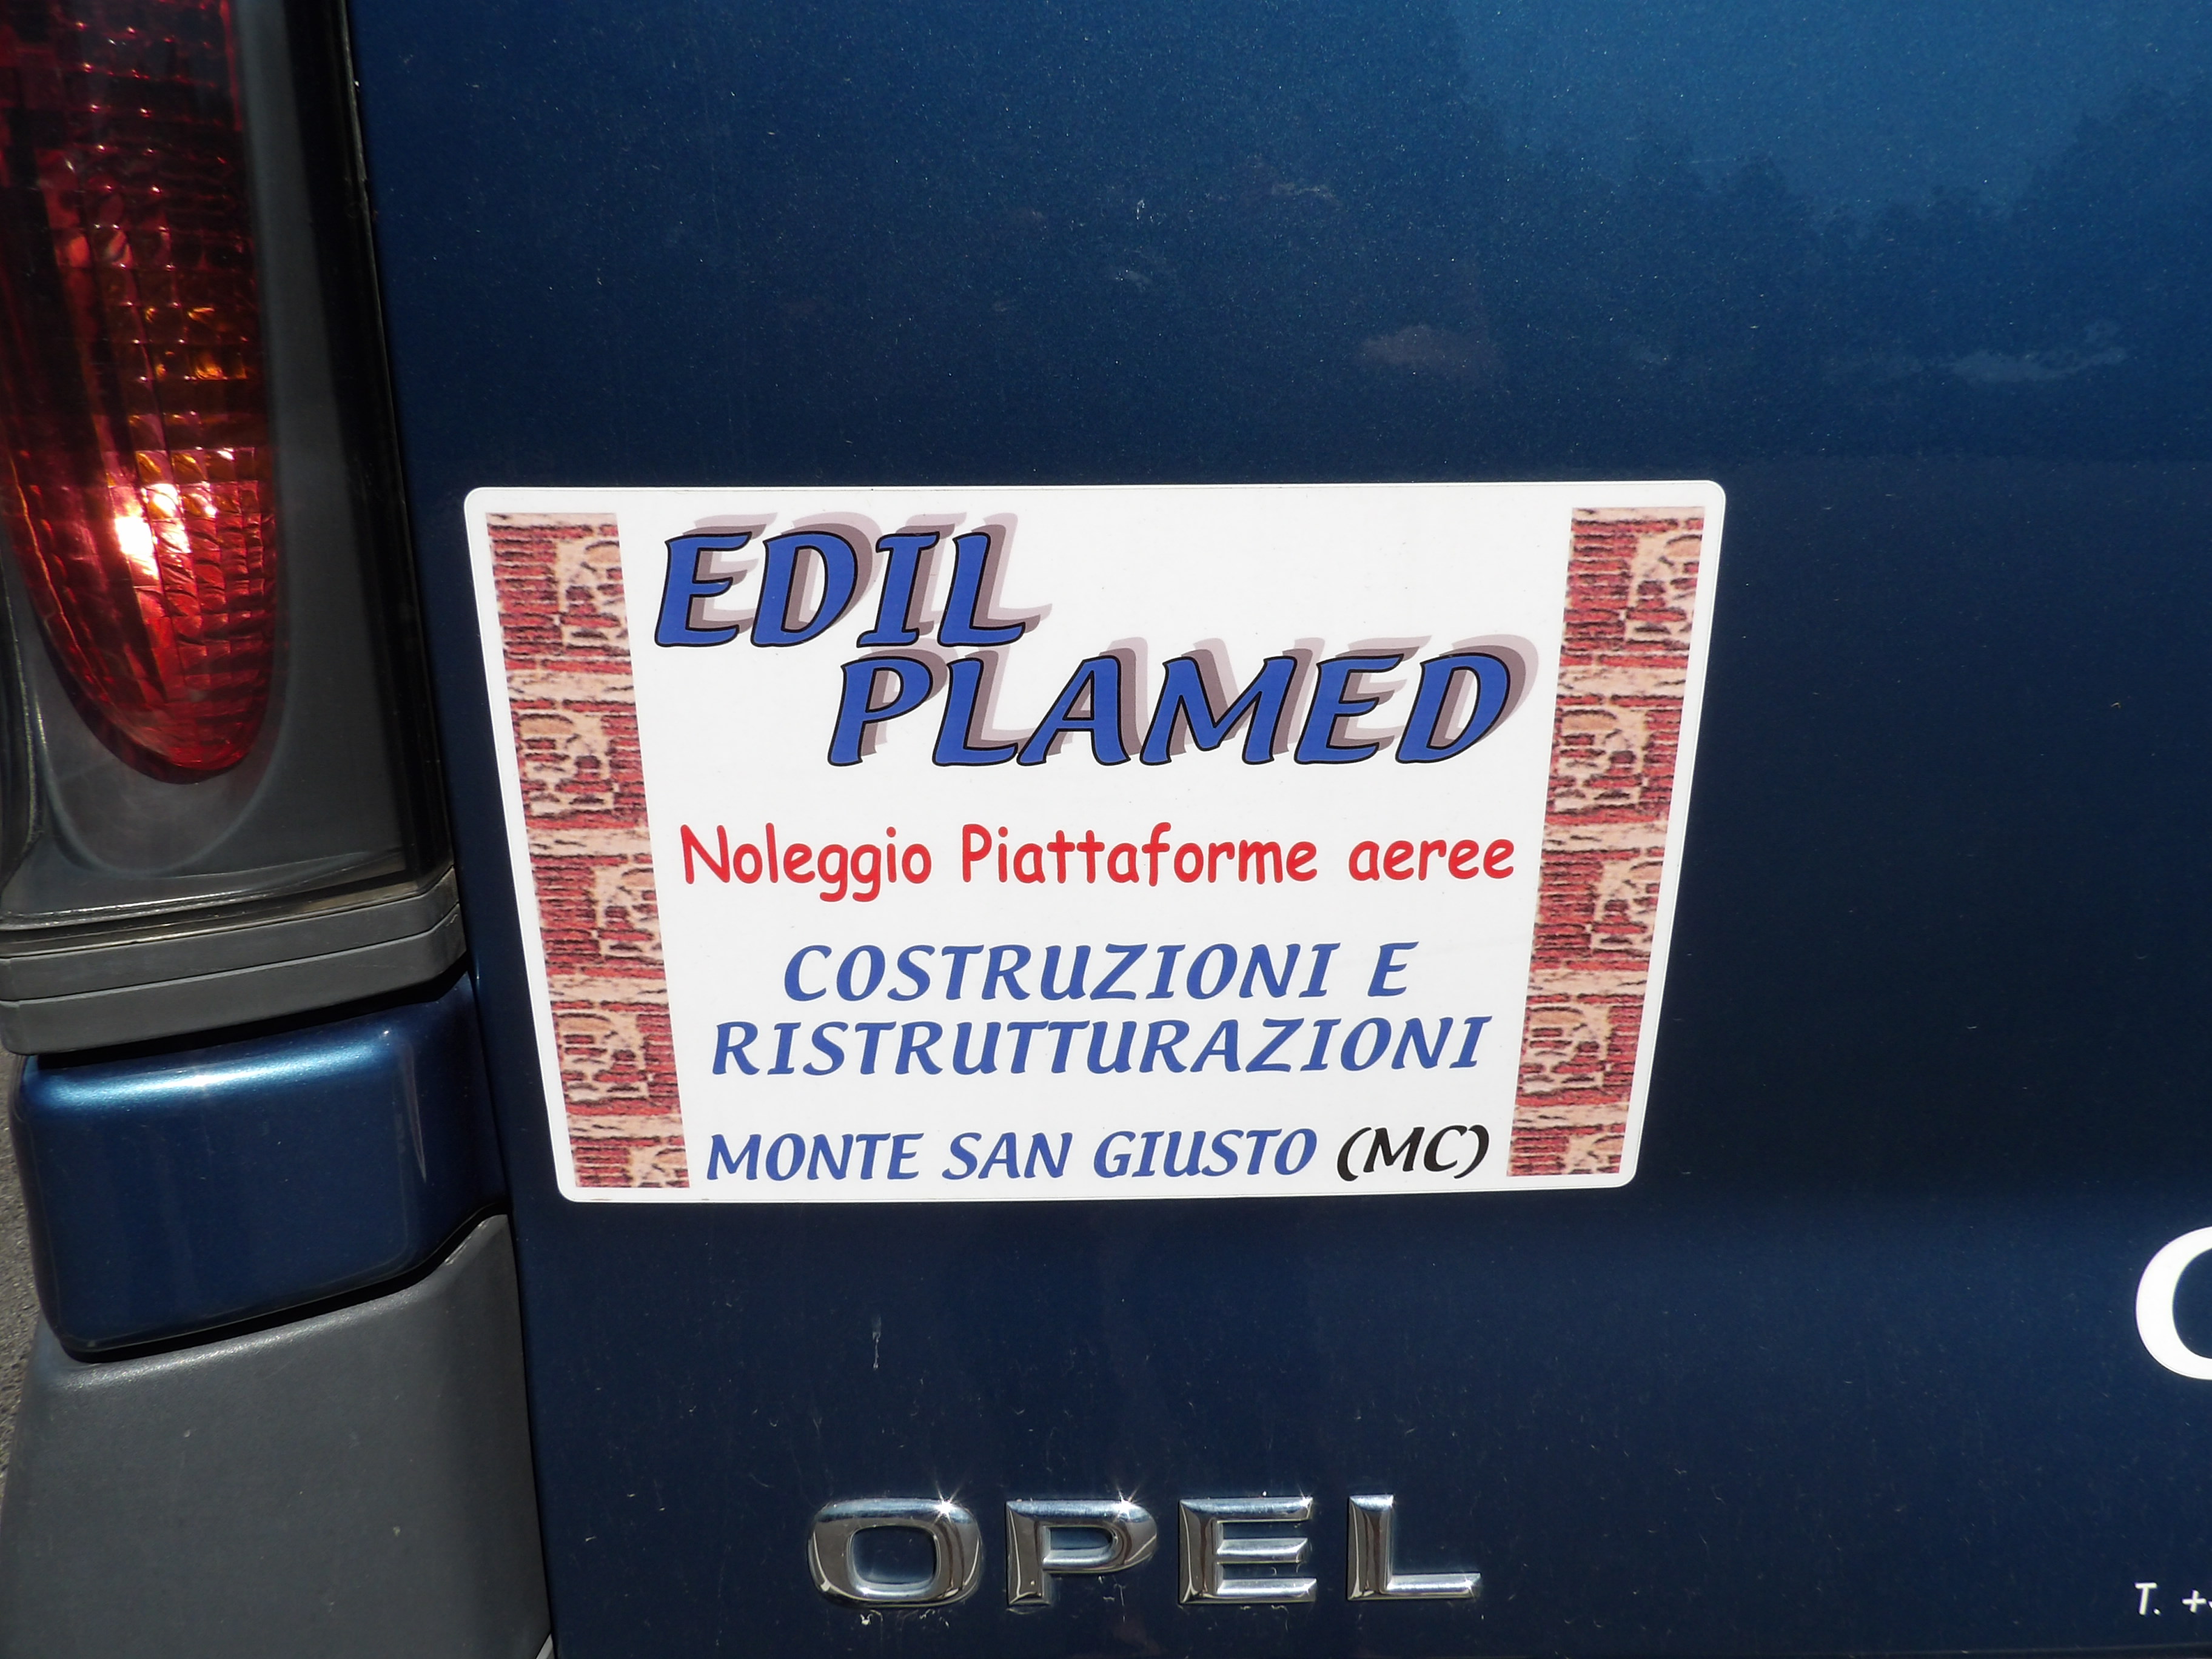 EDIL
PLAMED
Noleggio Piattaforme aeree
COSTRUZIONI E
RISTRUTTURAZIONI
MONTE SAN GIUSTO (MC)
OPEL
T.